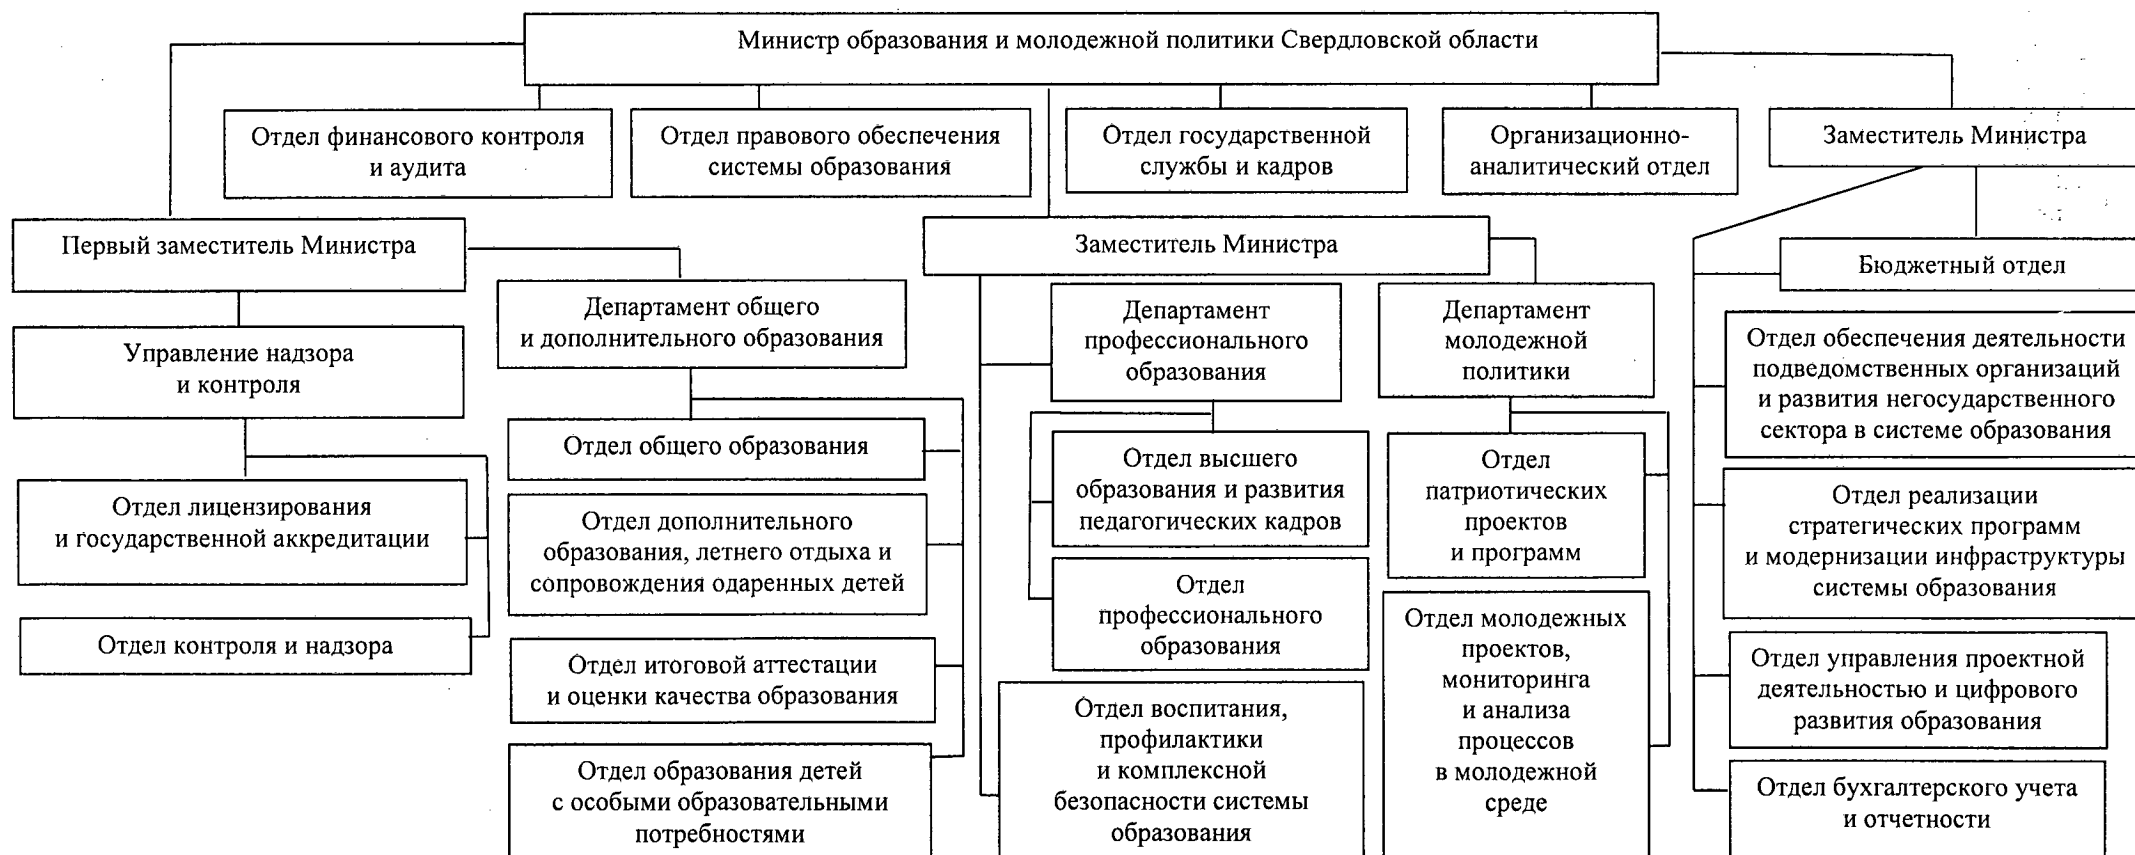 Министр образования и молодежной политики Свердловской области
Отдел финансового контроля
и аудита
Отдел правового обеспечения
системы образования
Отдел государственной
службы и кадров
Организационно-
аналитический отдел
Заместитель Министра
Первый заместитель Министра
Заместитель Министра
Бюджетный отдел
Управление надзора
и контроля
Департамент общего
и дополнительного образования
Департамент
профессионального
образования
Департамент
молодежной
политики
Отдел обеспечения деятельности
подведомственных организаций
и развития негосударственного
сектора в системе образования
Отдел лицензирования
и государственной аккредитации
Отдел контроля и надзора
Отдел общего образования
Отдел дополнительного
образования, летнего отдыха и
сопровождения одаренных детей
Отдел итоговой аттестации
и оценки качества образования
Отдел образования детей
с особыми образовательными
потребностями
Отдел высшего
образования и развития
педагогических кадров
Отдел
профессионального
образования
Отдел воспитания,
профилактики
и комплексной
безопасности системы
образования
Отдел
патриотических
проектов
и программ
Отдел молодежных
проектов,
мониторинга
и анализа
процессов
в молодежной
среде
Отдел реализации
стратегических программ
и модернизации инфраструктуры
системы образования
Отдел управления проектной
деятельностью и цифрового
развития образования
Отдел бухгалтерского учета
и отчетности